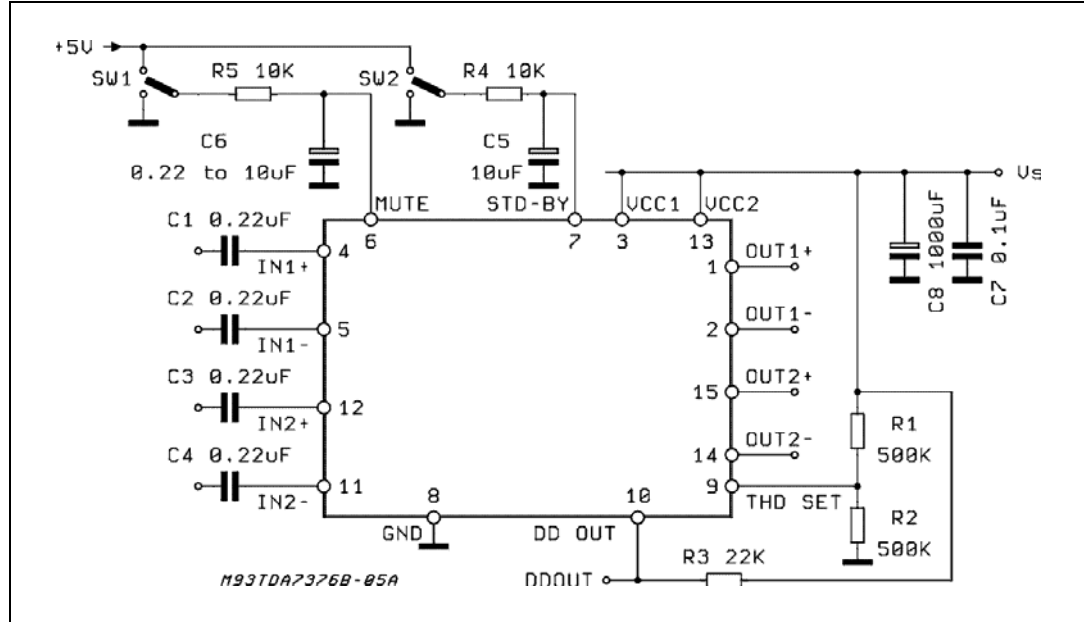 +5V
SW1
R5 10K
SW2
R4 10K
C6
0.22 to 10uF
C5
10uF
Vs
MUTE
STD-BY
VCC1
VCC2
6
7
3
13
C8 1000uF
C7 0.1uF
C1 0.22uF
4
IN1+
1
OUT1+
C2 0.22uF
5
IN1-
2
OUT1-
C3 0.22uF
12
IN2+
15
OUT2+
C4 0.22uF
11
IN2-
14
OUT2-
R1
500K
9
THD SET
8
GND
10
DD OUT
R2
500K
R3 22K
DDOUT
M93TDA7376B-05A